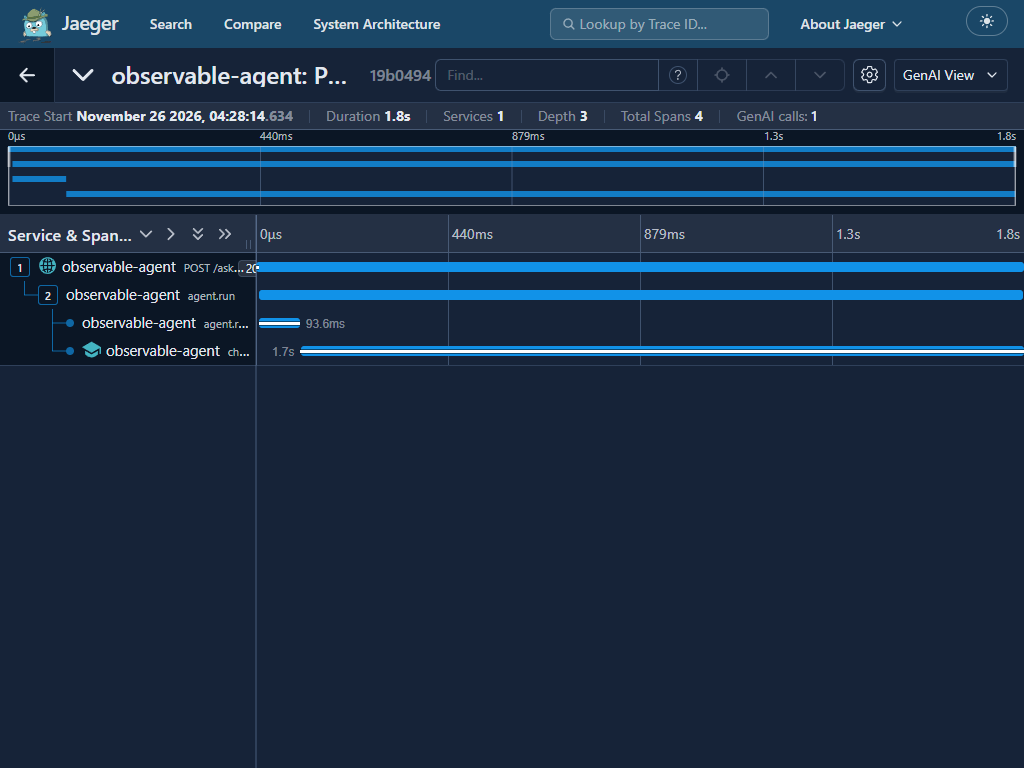 Jaeger Search Compare System Architecture Lookup by Trace ID... About Jaeger
observable-agent: P... 19b0494 Find... ? GenAI View
Trace Start November 26 2026, 04:28:14.634 Duration 1.8s Services 1 Depth 3 Total Spans 4 GenAI calls: 1
0μs 440ms 879ms 1.3s 1.8s
Service & Span... 0μs 440ms 879ms 1.3s 1.8s
1 observable-agent POST /ask... 20
2 observable-agent agent.run
observable-agent agent.r... 93.6ms
observable-agent ch... 1.7s